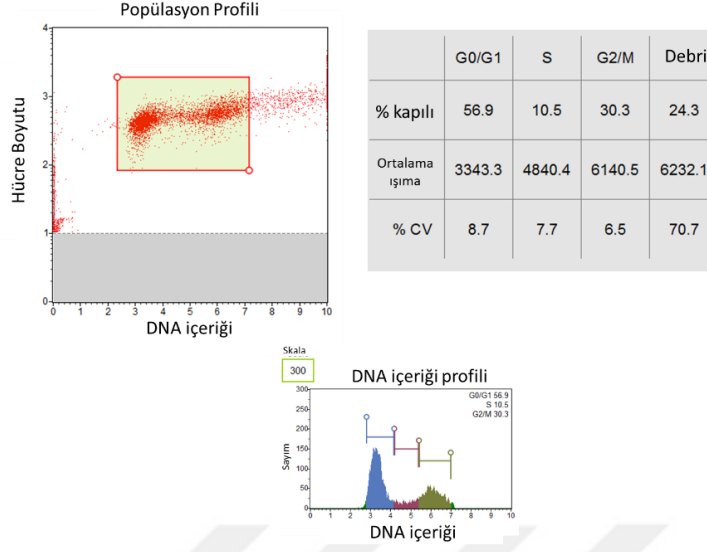 Popülasyon Profili
4
3
2
1
0
0 1 2 3 4 5 6 7 8 9 10
Hücre Boyutu
DNA içeriği
G0/G1 S G2/M Debri
% kapılı 56.9 10.5 30.3 24.3
Ortalama
ışıma 3343.3 4840.4 6140.5 6232.1
% CV 8.7 7.7 6.5 70.7
Skala
300
DNA içeriği profili
G0/G1 56.9
S 10.5
G2/M 30.3
300
250
200
150
100
50
0
0 1 2 3 4 5 6 7 8 9 10
Sayım
DNA içeriği